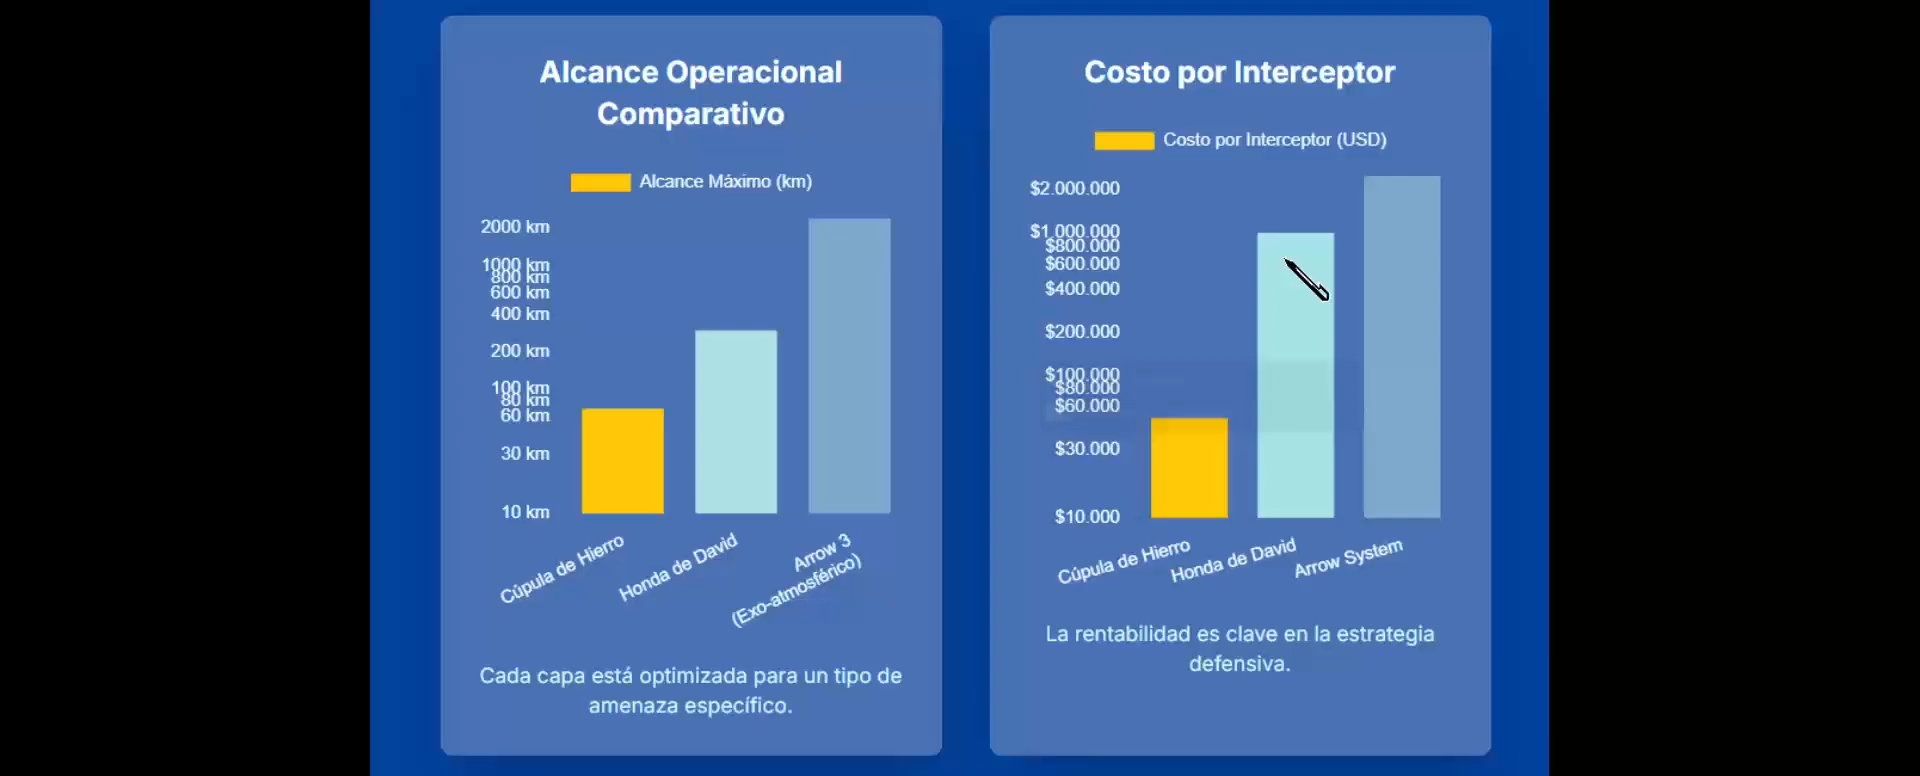 Alcance Operacional
Comparativo
Alcance Máximo (km)
2000 km
1000 km
800 km
600 km
400 km
200 km
100 km
80 km
60 km
30 km
10 km
Cúpula de Hierro
Honda de David
Arrow 3
(Exo-atmosférico)
Cada capa está optimizada para un tipo de
amenaza específico.
Costo por Interceptor
Costo por Interceptor (USD)
$2.000.000
$1.000.000
$800.000
$600.000
$400.000
$200.000
$100.000
$80.000
$60.000
$30.000
$10.000
Cúpula de Hierro
Honda de David
Arrow System
La rentabilidad es clave en la estrategia
defensiva.